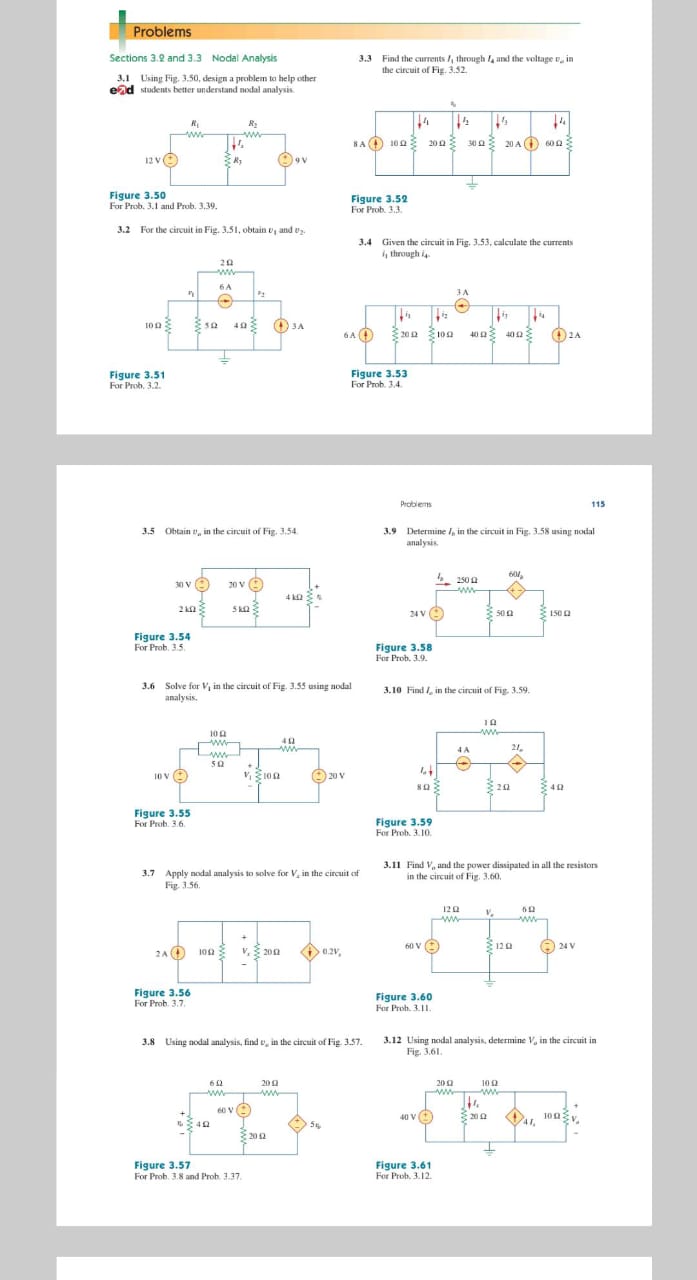 Problems
Sections 3.2 and 3.3 Nodal Analysis
3.1 Using Fig. 3.50, design a problem to help other
students better understand nodal analysis.
R₁
R₂
12 V
R₃
9 V
Figure 3.50
For Prob. 3.1 and Prob. 3.39.
3.2 For the circuit in Fig. 3.51, obtain v₁ and v₂.
2 Ω
6 A
v₁
v₂
10 Ω
5 Ω
4 Ω
3 A
Figure 3.51
For Prob. 3.2.
3.3 Find the currents I₁ through I₄ and the voltage vₒ in
the circuit of Fig. 3.52.
vₒ
I₁
I₂
I₃
I₄
8 A
10 Ω
20 Ω
30 Ω
20 A
60 Ω
Figure 3.52
For Prob. 3.3.
3.4 Given the circuit in Fig. 3.53, calculate the currents
i₁ through i₄.
3 A
i₁
i₂
i₃
i₄
6 A
20 Ω
10 Ω
40 Ω
40 Ω
2 A
Figure 3.53
For Prob. 3.4.
Problems 115
3.5 Obtain vₒ in the circuit of Fig. 3.54.
30 V
20 V
4 kΩ
2 kΩ
5 kΩ
Figure 3.54
For Prob. 3.5.
3.6 Solve for V₁ in the circuit of Fig. 3.55 using nodal
analysis.
10 Ω
4 Ω
5 Ω
10 V
V₁
10 Ω
20 V
Figure 3.55
For Prob. 3.6.
3.7 Apply nodal analysis to solve for Vₓ in the circuit of
Fig. 3.56.
2 A
10 Ω
Vₓ
20 Ω
0.2Vₓ
Figure 3.56
For Prob. 3.7.
3.8 Using nodal analysis, find vₒ in the circuit of Fig. 3.57.
6 Ω
20 Ω
60 V
vₒ
4 Ω
5vₒ
20 Ω
Figure 3.57
For Prob. 3.8 and Prob. 3.37.
3.9 Determine I_b in the circuit in Fig. 3.58 using nodal
analysis.
I_b
250 Ω
60I_b
24 V
50 Ω
150 Ω
Figure 3.58
For Prob. 3.9.
3.10 Find Iₒ in the circuit of Fig. 3.59.
1 Ω
4 A
2Iₒ
Iₒ
8 Ω
2 Ω
4 Ω
Figure 3.59
For Prob. 3.10.
3.11 Find Vₒ and the power dissipated in all the resistors
in the circuit of Fig. 3.60.
12 Ω
Vₒ
6 Ω
60 V
12 Ω
24 V
Figure 3.60
For Prob. 3.11.
3.12 Using nodal analysis, determine Vₒ in the circuit in
Fig. 3.61.
20 Ω
10 Ω
Iₓ
40 V
20 Ω
4 Iₓ
10 Ω
Vₒ
Figure 3.61
For Prob. 3.12.